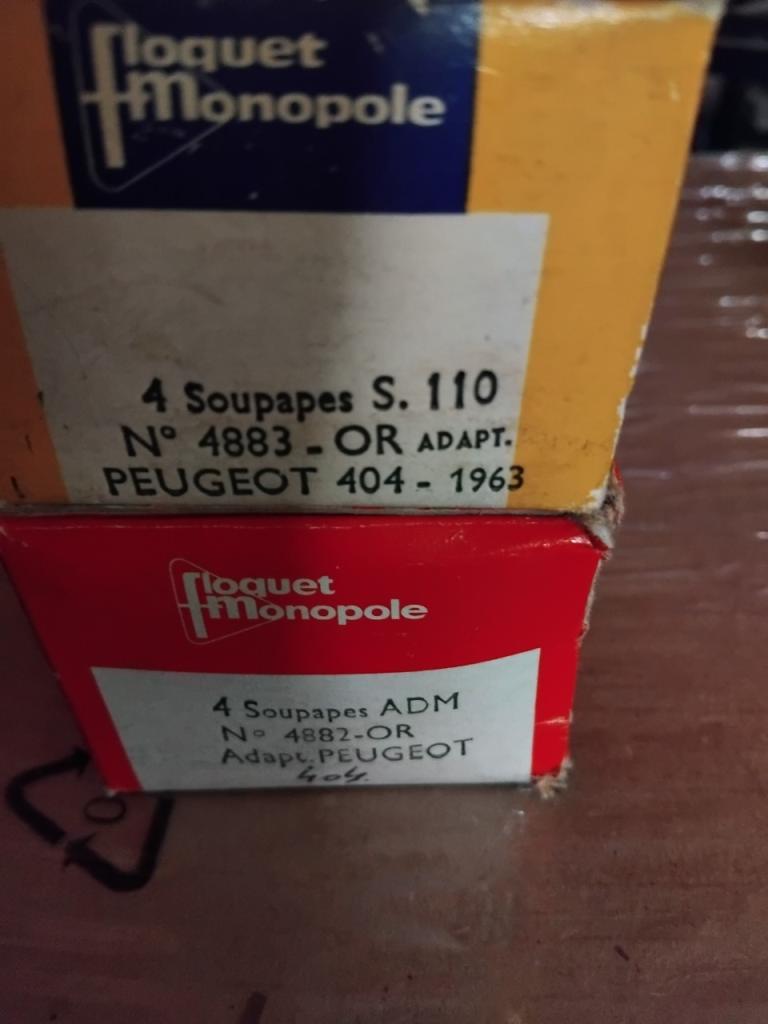 floquet
monopole
4 Soupapes S. 110
N° 4883 - OR ADAPT.
PEUGEOT 404 - 1963
floquet
monopole
4 Soupapes ADM
N° 4882-OR
Adapt. PEUGEOT
404.